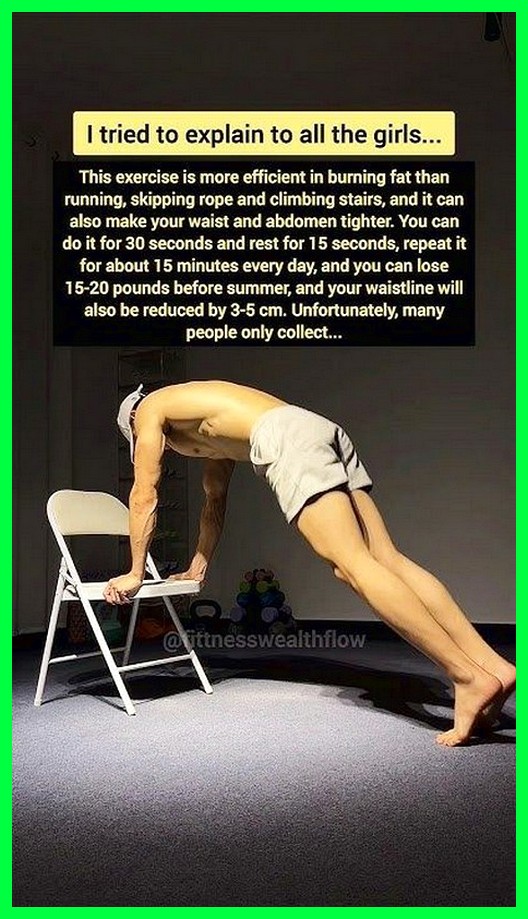 I tried to explain to all the girls...
This exercise is more efficient in burning fat than
running, skipping rope and climbing stairs, and it can
also make your waist and abdomen tighter. You can
do it for 30 seconds and rest for 15 seconds, repeat it
for about 15 minutes every day, and you can lose
15-20 pounds before summer, and your waistline will
also be reduced by 3-5 cm. Unfortunately, many
people only collect...
@fittnesswealthflow